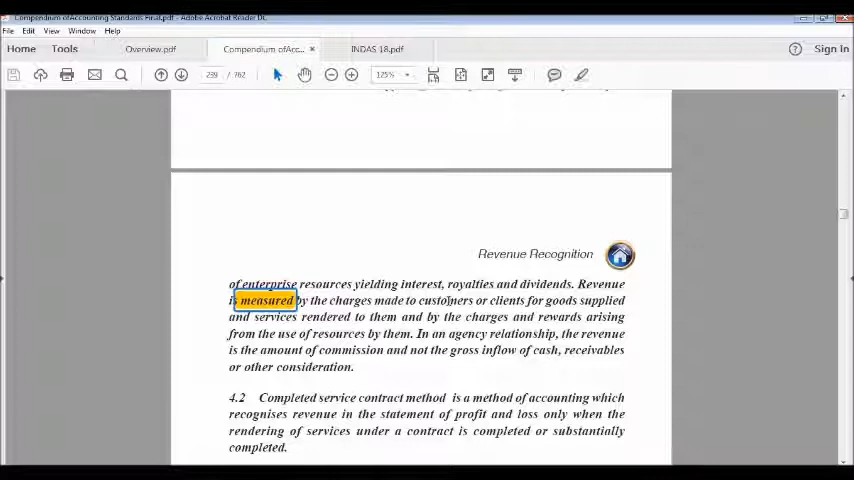 Compendium ofAccounting Standards Final.pdf - Adobe Acrobat Reader DC
File Edit View Window Help
Home Tools Overview.pdf Compendium ofAcc... × INDAS 18.pdf ? Sign In
239 / 762 125%
Revenue Recognition
of enterprise resources yielding interest, royalties and dividends. Revenue
is measured by the charges made to customers or clients for goods supplied
and services rendered to them and by the charges and rewards arising
from the use of resources by them. In an agency relationship, the revenue
is the amount of commission and not the gross inflow of cash, receivables
or other consideration.
4.2 Completed service contract method is a method of accounting which
recognises revenue in the statement of profit and loss only when the
rendering of services under a contract is completed or substantially
completed.